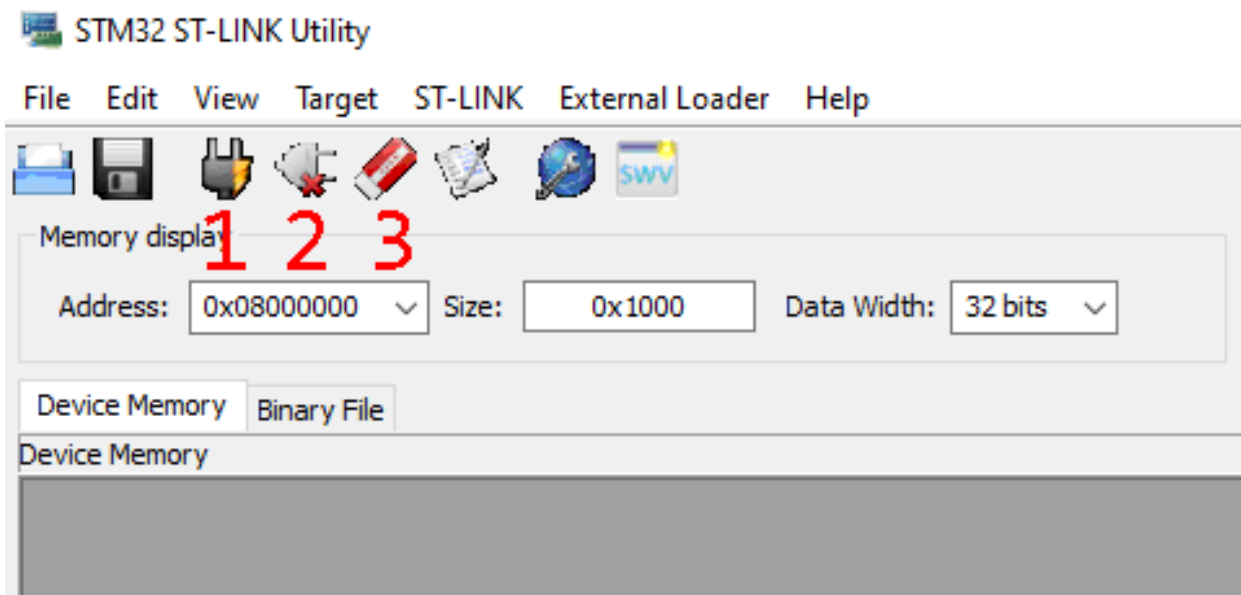 STM32 ST-LINK Utility
File Edit View Target ST-LINK External Loader Help
SWV
1 2 3
Memory display
Address: 0x08000000 Size: 0x1000 Data Width: 32 bits
Device Memory Binary File
Device Memory